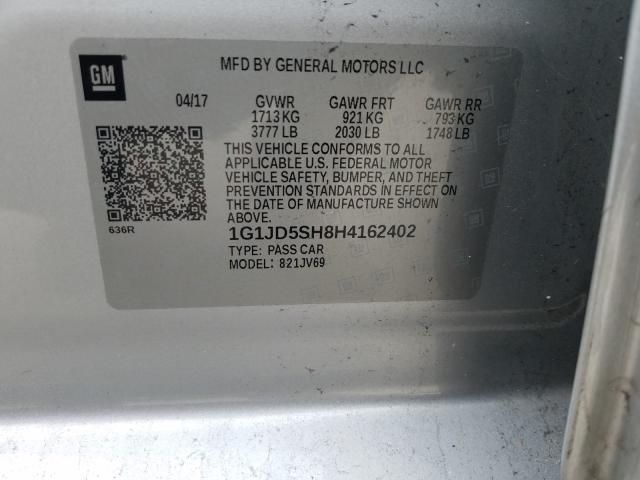 GM
MFD BY GENERAL MOTORS LLC
04/17 GVWR GAWR FRT GAWR RR
1713 KG 921 KG 793 KG
3777 LB 2030 LB 1748 LB
THIS VEHICLE CONFORMS TO ALL
APPLICABLE U.S. FEDERAL MOTOR
VEHICLE SAFETY, BUMPER, AND THEFT
PREVENTION STANDARDS IN EFFECT ON
THE DATE OF MANUFACTURE SHOWN
ABOVE.
636R
1G1JD5SH8H4162402
TYPE: PASS CAR
MODEL: 821JV69